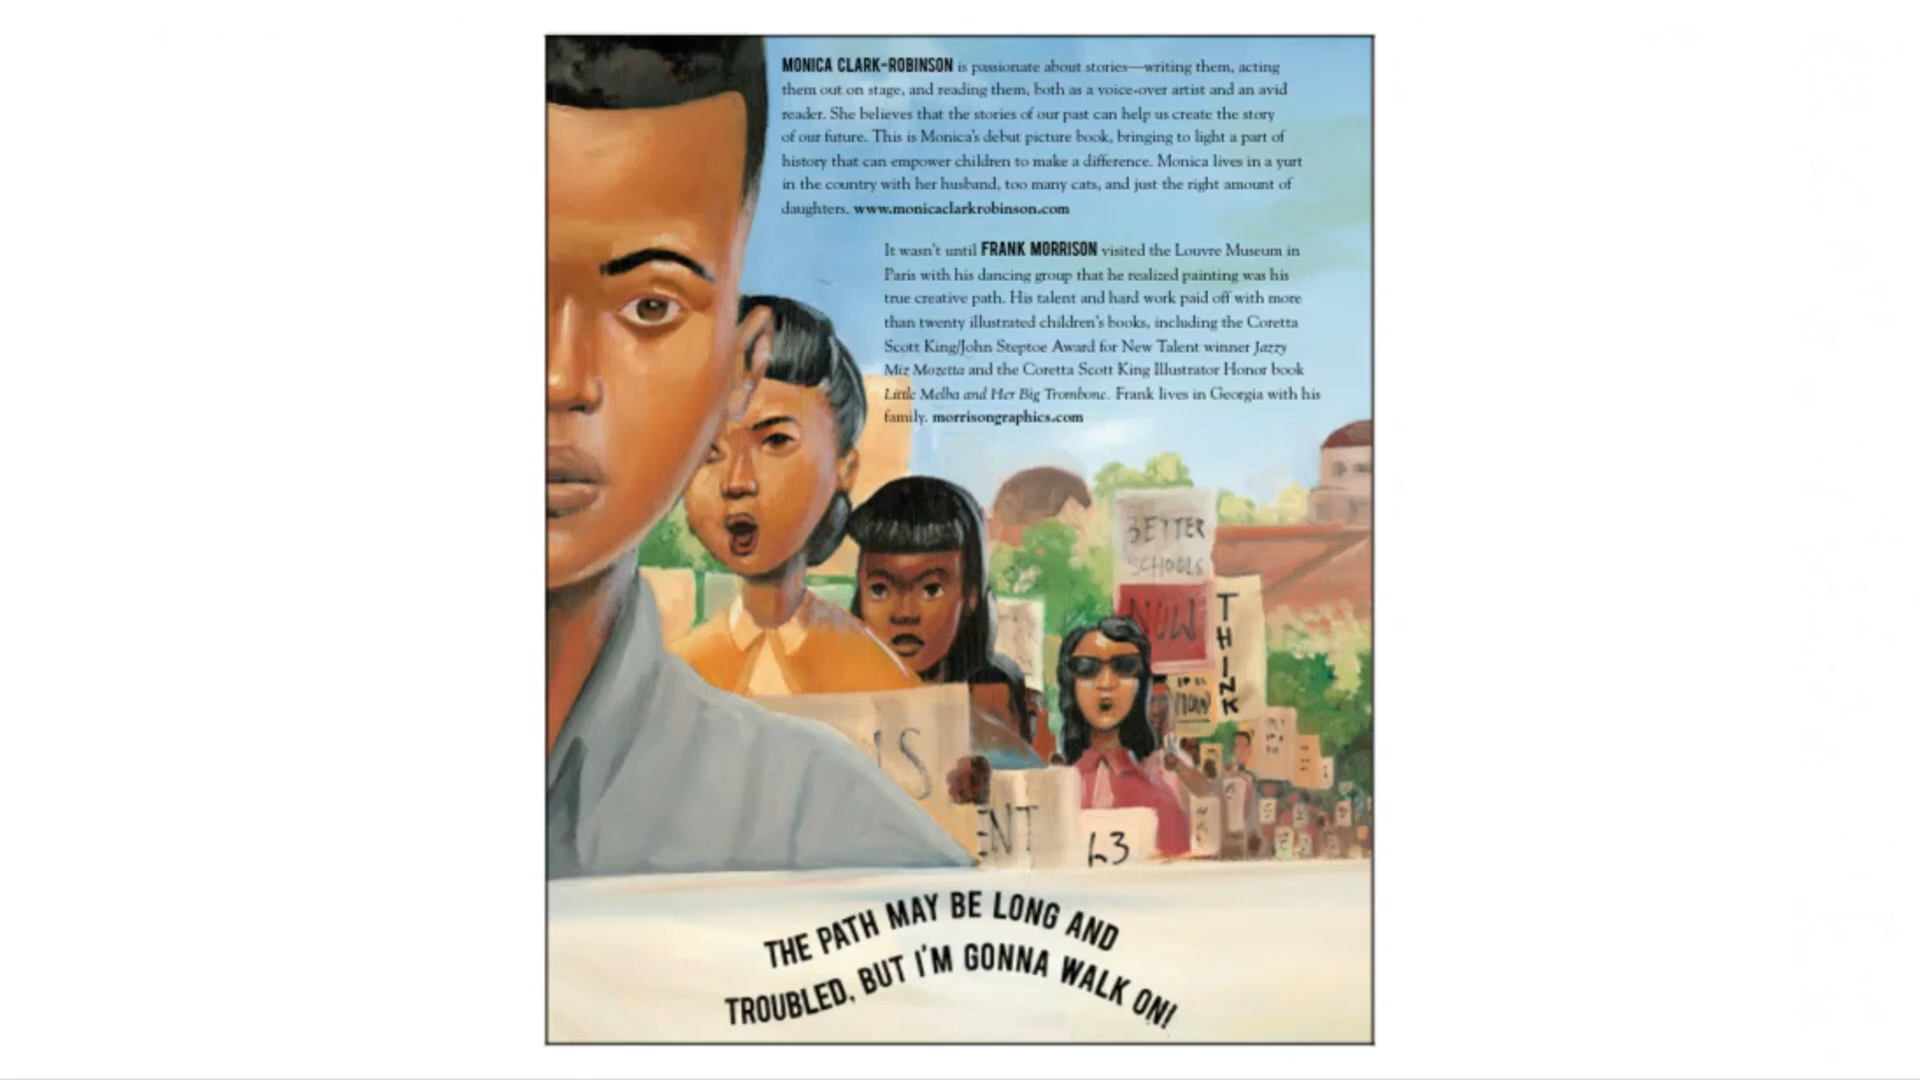 MONICA CLARK-ROBINSON is passionate about stories—writing them, acting
them out on stage, and reading them, both as a voice-over artist and an avid
reader. She believes that the stories of our past can help us create the story
of our future. This is Monica's debut picture book, bringing to light a part of
history that can empower children to make a difference. Monica lives in a yurt
in the country with her husband, too many cats, and just the right amount of
daughters. www.monicaclarkrobinson.com
It wasn't until FRANK MORRISON visited the Louvre Museum in
Paris with his dancing group that he realized painting was his
true creative path. His talent and hard work paid off with more
than twenty illustrated children's books, including the Coretta
Scott King/John Steptoe Award for New Talent winner Jazzy
Miz Mozetta and the Coretta Scott King Illustrator Honor book
Little Melba and Her Big Trombone. Frank lives in Georgia with his
family. morrisongraphics.com
BETTER
SCHOOLS
NOW
THINK
NOW
LS
ENT
63
THE PATH MAY BE LONG AND
TROUBLED, BUT I'M GONNA WALK ON!